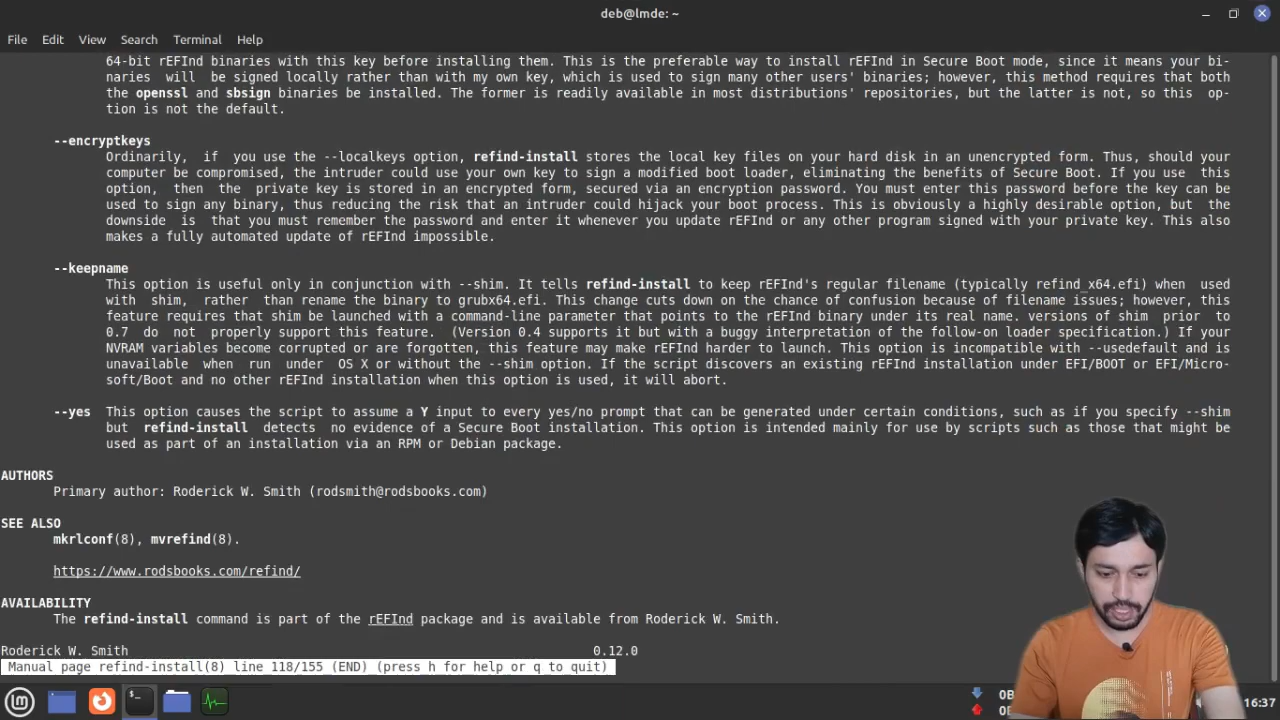 deb@lmde: ~
File Edit View Search Terminal Help
64-bit rEFInd binaries with this key before installing them. This is the preferable way to install rEFInd in Secure Boot mode, since it means your bi-
naries will be signed locally rather than with my own key, which is used to sign many other users' binaries; however, this method requires that both
the openssl and sbsign binaries be installed. The former is readily available in most distributions' repositories, but the latter is not, so this op-
tion is not the default.
--encryptkeys
Ordinarily, if you use the --localkeys option, refind-install stores the local key files on your hard disk in an unencrypted form. Thus, should your
computer be compromised, the intruder could use your own key to sign a modified boot loader, eliminating the benefits of Secure Boot. If you use this
option, then the private key is stored in an encrypted form, secured via an encryption password. You must enter this password before the key can be
used to sign any binary, thus reducing the risk that an intruder could hijack your boot process. This is obviously a highly desirable option, but the
downside is that you must remember the password and enter it whenever you update rEFInd or any other program signed with your private key. This also
makes a fully automated update of rEFInd impossible.
--keepname
This option is useful only in conjunction with --shim. It tells refind-install to keep rEFInd's regular filename (typically refind_x64.efi) when used
with shim, rather than rename the binary to grubx64.efi. This change cuts down on the chance of confusion because of filename issues; however, this
feature requires that shim be launched with a command-line parameter that points to the rEFInd binary under its real name. versions of shim prior to
0.7 do not properly support this feature. (Version 0.4 supports it but with a buggy interpretation of the follow-on loader specification.) If your
NVRAM variables become corrupted or are forgotten, this feature may make rEFInd harder to launch. This option is incompatible with --usedefault and is
unavailable when run under OS X or without the --shim option. If the script discovers an existing rEFInd installation under EFI/BOOT or EFI/Micro-
soft/Boot and no other rEFInd installation when this option is used, it will abort.
--yes This option causes the script to assume a Y input to every yes/no prompt that can be generated under certain conditions, such as if you specify --shim
but refind-install detects no evidence of a Secure Boot installation. This option is intended mainly for use by scripts such as those that might be
used as part of an installation via an RPM or Debian package.
AUTHORS
Primary author: Roderick W. Smith (rodsmith@rodsbooks.com)
SEE ALSO
mkrlconf(8), mvrefind(8).
https://www.rodsbooks.com/refind/
AVAILABILITY
The refind-install command is part of the rEFInd package and is available from Roderick W. Smith.
Roderick W. Smith 0.12.0
Manual page refind-install(8) line 118/155 (END) (press h for help or q to quit)
16:37